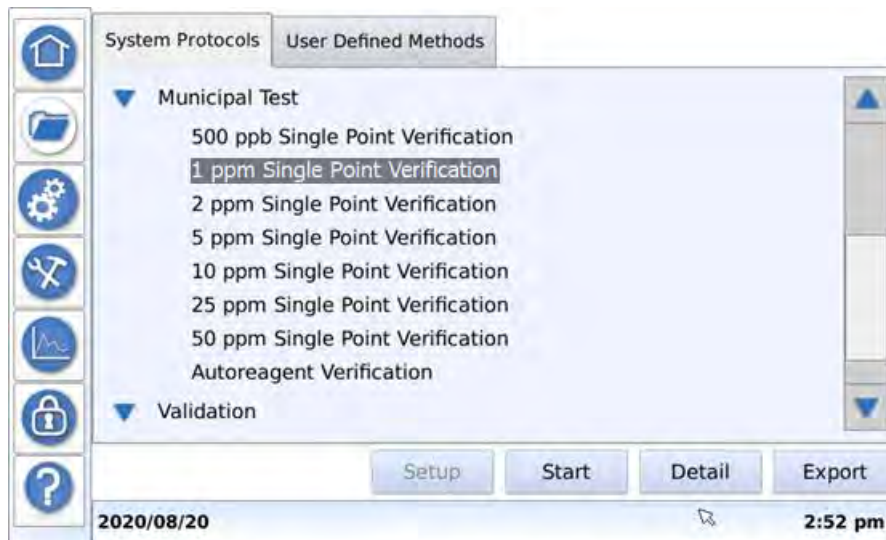 System Protocols
User Defined Methods
Municipal Test
500 ppb Single Point Verification
1 ppm Single Point Verification
2 ppm Single Point Verification
5 ppm Single Point Verification
10 ppm Single Point Verification
25 ppm Single Point Verification
50 ppm Single Point Verification
Autoreagent Verification
Validation
Setup
Start
Detail
Export
2020/08/20
2:52 pm